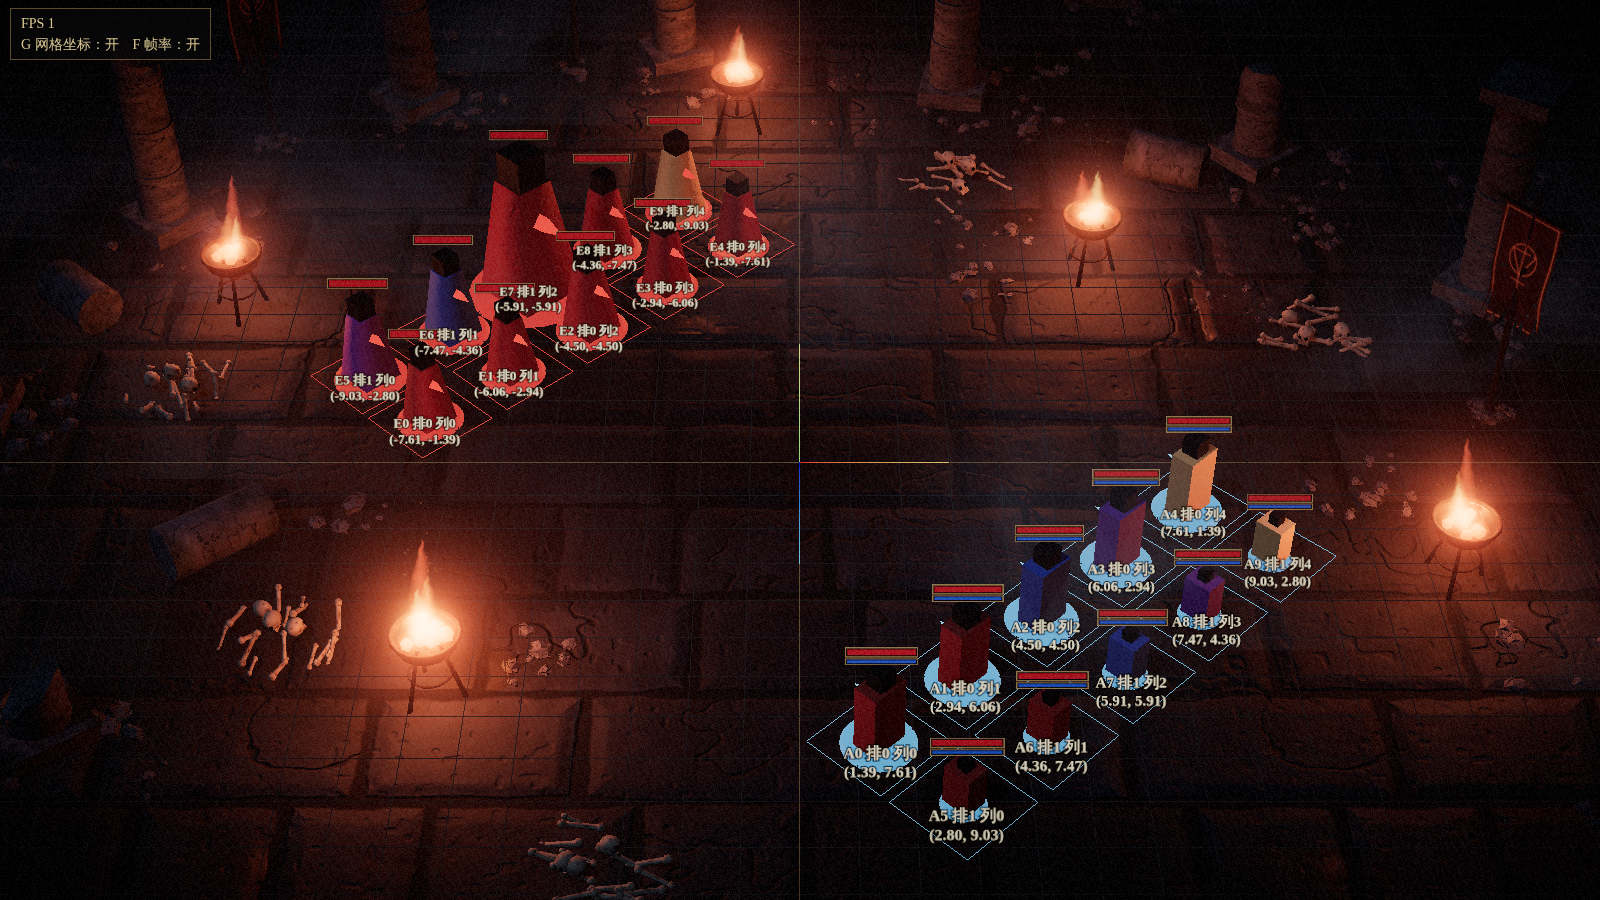 FPS 1
G 网格坐标：开 F 帧率：开
E9 排1 列4
(-2.80, -9.03)
E8 排1 列3
(-4.36, -7.47)
E4 排0 列4
(-1.39, -7.61)
E7 排1 列2
(-5.91, -5.91)
E3 排0 列3
(-2.94, -6.06)
E6 排1 列1
(-7.47, -4.36)
E2 排0 列2
(-4.50, -4.50)
E5 排1 列0
(-9.03, -2.80)
E1 排0 列1
(-6.06, -2.94)
E0 排0 列0
(-7.61, -1.39)
A4 排0 列4
(7.61, 1.39)
A3 排0 列3
(6.06, 2.94)
A9 排1 列4
(9.03, 2.80)
A2 排0 列2
(4.50, 4.50)
A8 排1 列3
(7.47, 4.36)
A1 排0 列1
(2.94, 6.06)
A7 排1 列2
(5.91, 5.91)
A0 排0 列0
(1.39, 7.61)
A6 排1 列1
(4.36, 7.47)
A5 排1 列0
(2.80, 9.03)